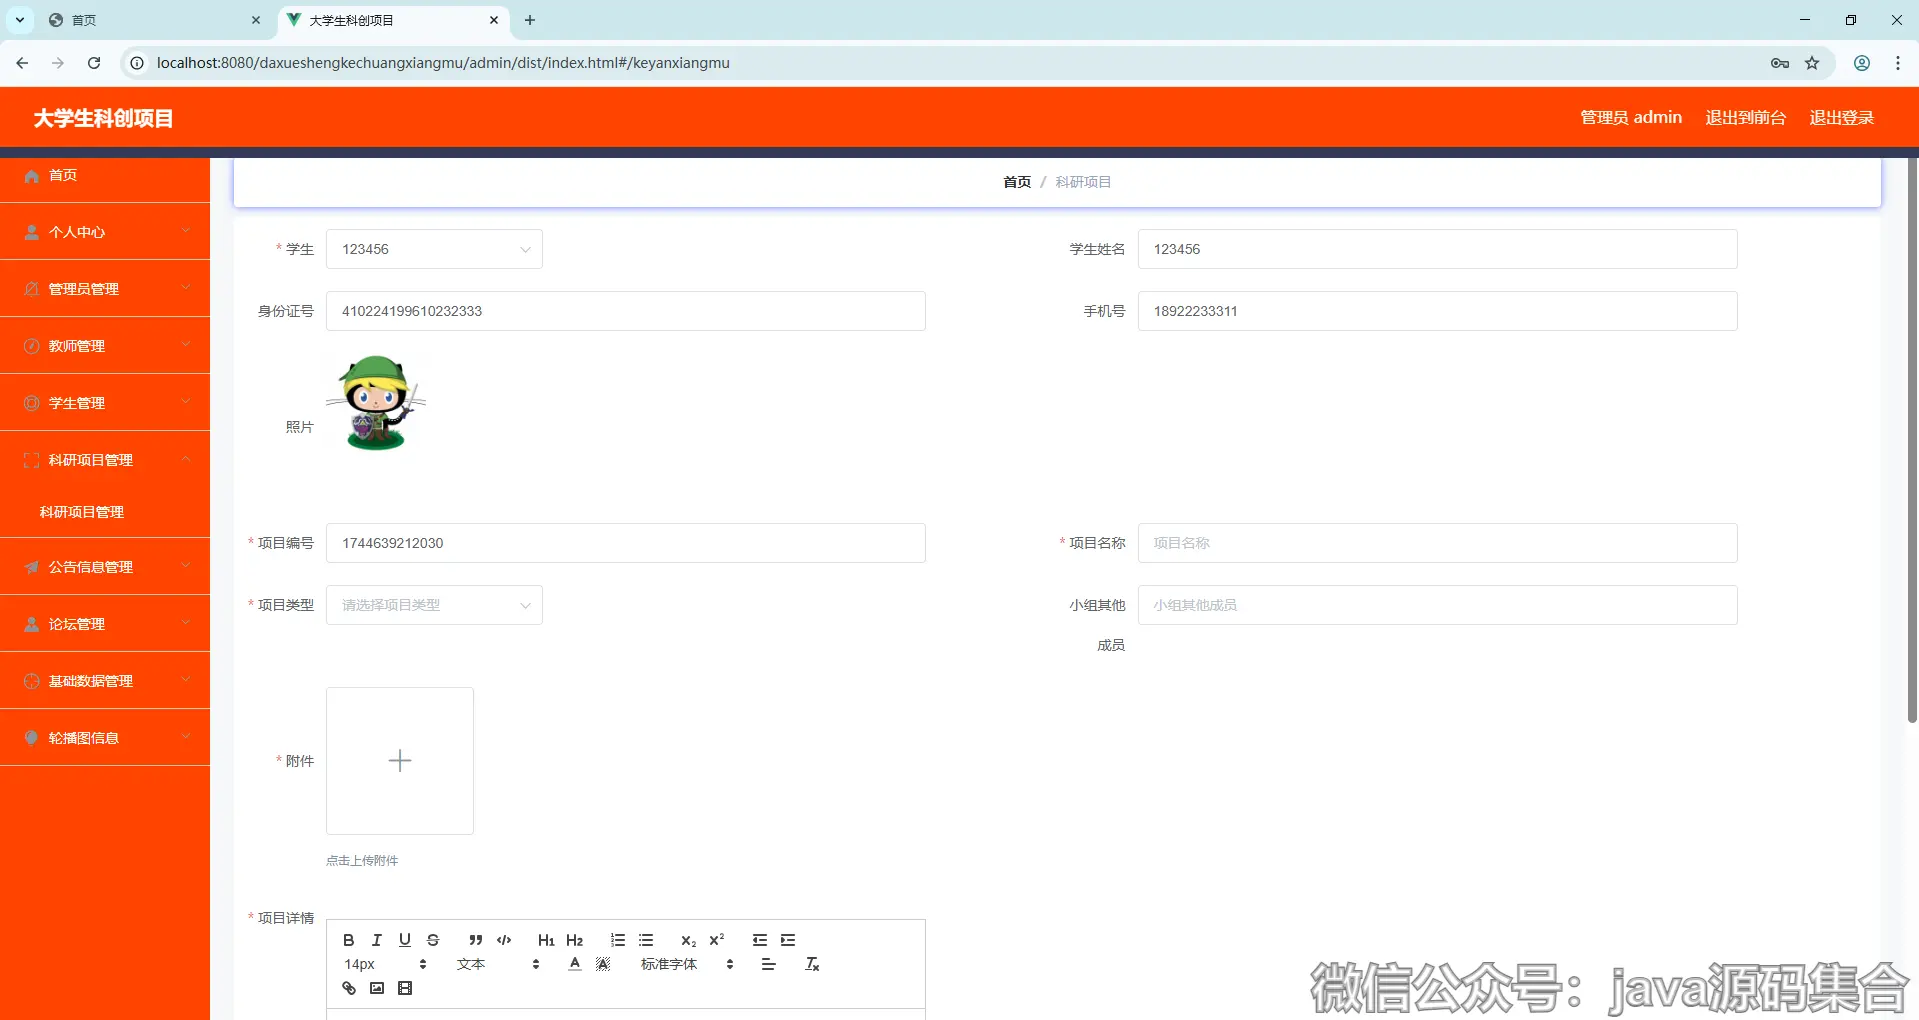 首页
大学生科创项目
localhost:8080/daxueshengkechuangxiangmu/admin/dist/index.html#/keyanxiangmu
大学生科创项目
管理员 admin 退出到前台 退出登录
首页
个人中心
管理员管理
教师管理
学生管理
科研项目管理
科研项目管理
公告信息管理
论坛管理
基础数据管理
轮播图信息
首页 / 科研项目
* 学生 123456
学生姓名 123456
身份证号 410224199610232333
手机号 18922233311
照片
* 项目编号 1744639212030
* 项目名称 项目名称
* 项目类型 请选择项目类型
小组其他成员 小组其他成员
* 附件
点击上传附件
* 项目详情
B I U S H1 H2 X2 X2
14px 文本 A A 标准字体 Tx
微信公众号：java源码集合